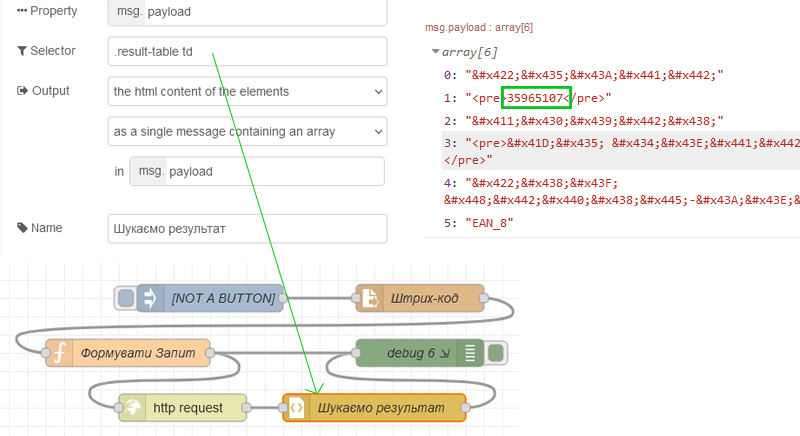 Property
msg. payload
Selector
.result-table td
Output
the html content of the elements
as a single message containing an array
in
msg. payload
Name
Шукаємо результат
msg.payload : array[6]
array[6]
0: "&#x422;&#x435;&#x43A;&#x441;&#x442;"
1: "<pre>35965107</pre>"
2: "&#x411;&#x430;&#x439;&#x442;&#x438;"
3: "<pre>&#x41D;&#x435; &#x434;&#x43E;&#x441;&#x442
</pre>"
4: "&#x422;&#x438;&#x43F;
&#x448;&#x442;&#x440;&#x438;&#x445;-&#x43A;&#x43E;&
5: "EAN_8"
[NOT A BUTTON]
Штрих-код
Формувати Запит
debug 6
http request
Шукаємо результат